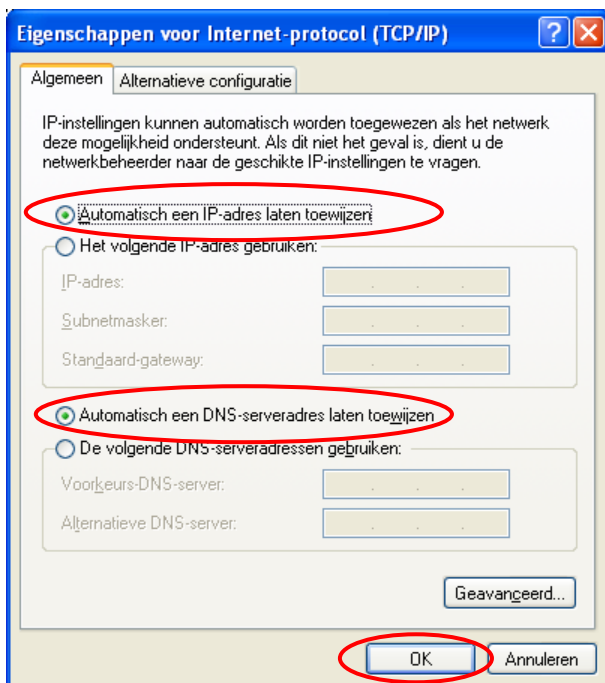 Eigenschappen voor Internet-protocol (TCP/IP)
Algemeen
Alternatieve configuratie
IP-instellingen kunnen automatisch worden toegewezen als het netwerk
deze mogelijkheid ondersteunt. Als dit niet het geval is, dient u de
netwerkbeheerder naar de geschikte IP-instellingen te vragen.
Automatisch een IP-adres laten toewijzen
Het volgende IP-adres gebruiken:
IP-adres:
Subnetmasker:
Standaard-gateway:
Automatisch een DNS-serveradres laten toewijzen
De volgende DNS-serveradressen gebruiken:
Voorkeurs-DNS-server:
Alternatieve DNS-server:
Geavanceerd...
OK
Annuleren